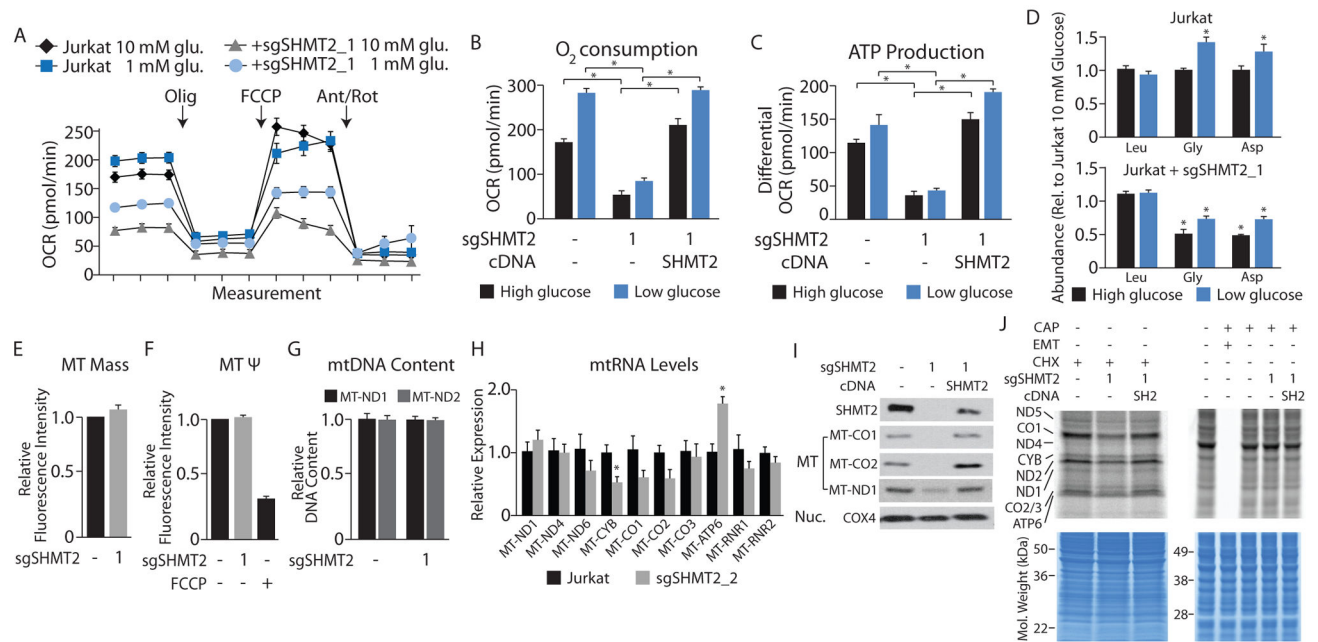 A
Jurkat 10 mM glu.
Jurkat 1 mM glu.
+sgSHMT2_1 10 mM glu.
+sgSHMT2_1 1 mM glu.
Olig
FCCP
Ant/Rot
OCR (pmol/min)
250
200
150
100
50
0
Measurement
B
O2 consumption
OCR (pmol/min)
300
200
100
0
* * * *
sgSHMT2 - 1 1
cDNA SHMT2
High glucose Low glucose
C
ATP Production
Differential
OCR (pmol/min)
200
150
100
50
0
* * * *
sgSHMT2 - 1 1
cDNA SHMT2
High glucose Low glucose
D
Jurkat
Abundance (Rel. to Jurkat 10 mM Glucose)
1.5
1.0
0.5
0
* *
Leu Gly Asp
Jurkat + sgSHMT2_1
1.5
1.0
0.5
0
* * * *
Leu Gly Asp
High glucose Low glucose
E
MT Mass
Relative
Fluorescence Intensity
1.0
0.5
0
sgSHMT2 - 1
F
MT Ψ
Relative
Fluorescence Intensity
1.0
0.5
0
sgSHMT2 - 1 -
FCCP - - +
G
mtDNA Content
MT-ND1 MT-ND2
Relative
DNA Content
1.0
0.5
0
sgSHMT2 - 1
H
mtRNA Levels
Relative Expression
2.0
1.5
1.0
0.5
0
* *
MT-ND1
MT-ND4
MT-ND6
MT-CYB
MT-CO1
MT-CO2
MT-CO3
MT-ATP6
MT-RNR1
MT-RNR2
Jurkat sgSHMT2_2
I
sgSHMT2 - 1 1
cDNA SHMT2
SHMT2
MT
MT-CO1
MT-CO2
MT-ND1
Nuc. COX4
J
CAP - - - - + + + +
EMT - - - - + - - -
CHX + + + - - - - -
sgSHMT2 - 1 1 - - - 1 1
cDNA SH2 SH2
ND5
CO1
ND4
CYB
ND2
ND1
CO2/3
ATP6
Mol. Weight (kDa)
50
36
22
49
38
28